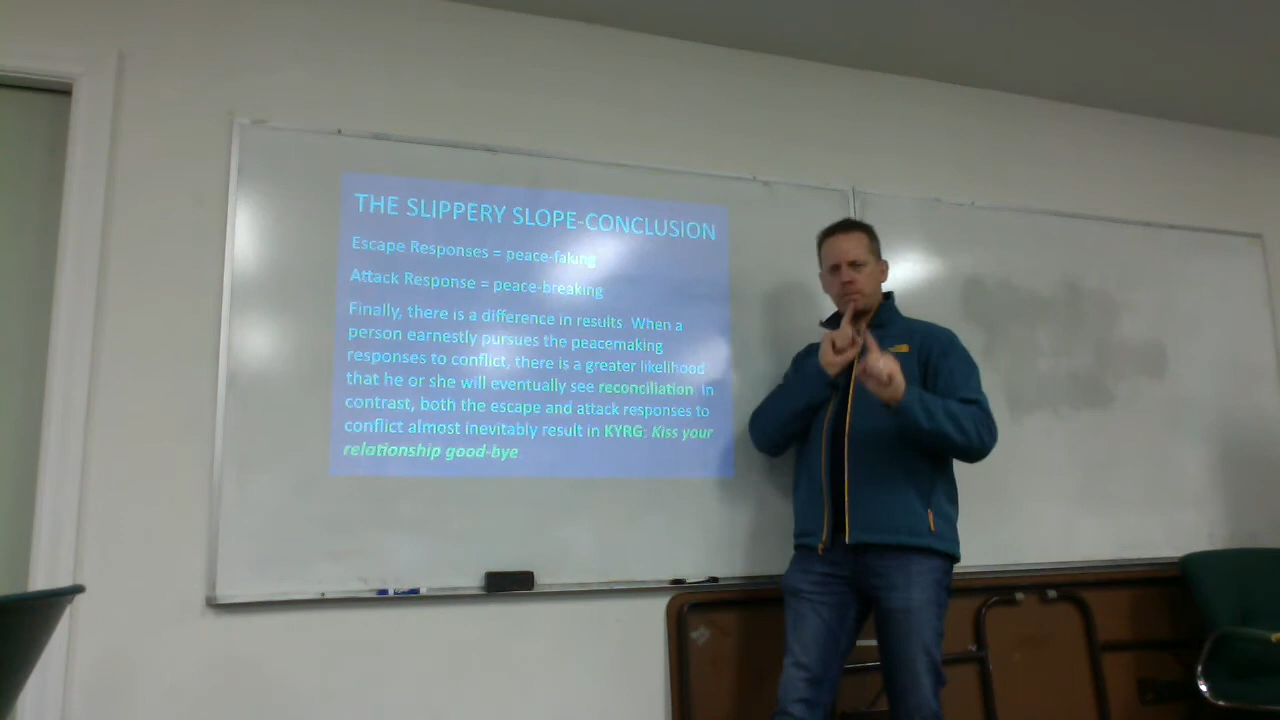 THE SLIPPERY SLOPE-CONCLUSION
Escape Responses = peace-faking
Attack Response = peace-breaking
Finally, there is a difference in results. When a
person earnestly pursues the peacemaking
responses to conflict, there is a greater likelihood
that he or she will eventually see reconciliation. In
contrast, both the escape and attack responses to
conflict almost inevitably result in KYRG: Kiss your
relationship good-bye